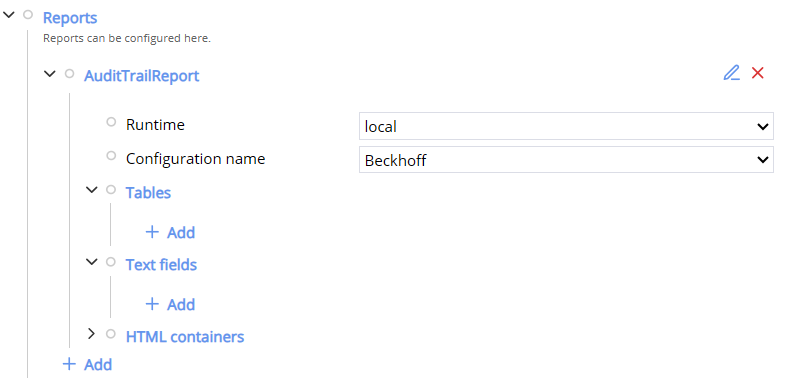 Reports
Reports can be configured here.
AuditTrailReport
Runtime local
Configuration name Beckhoff
Tables
+ Add
Text fields
+ Add
HTML containers
+ Add